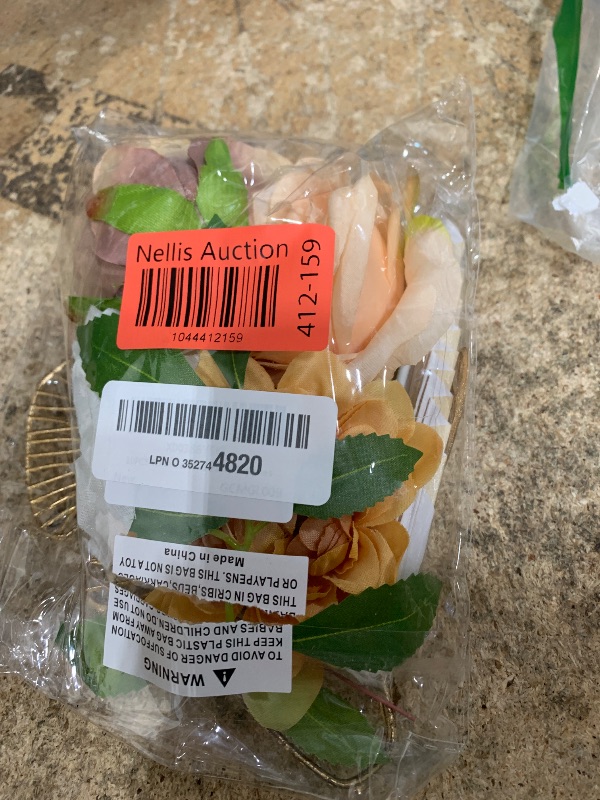 Nellis Auction
412-159
1044412159
LPN O 352744820
WARNING
TO AVOID DANGER OF SUFFOCATION
KEEP THIS PLASTIC BAG AWAY FROM
BABIES AND CHILDREN DO NOT USE
THIS BAG IN CRIBS, BEDS, CARRIAGES
OR PLAYPENS. THIS BAG IS NOT A TOY
Made in China